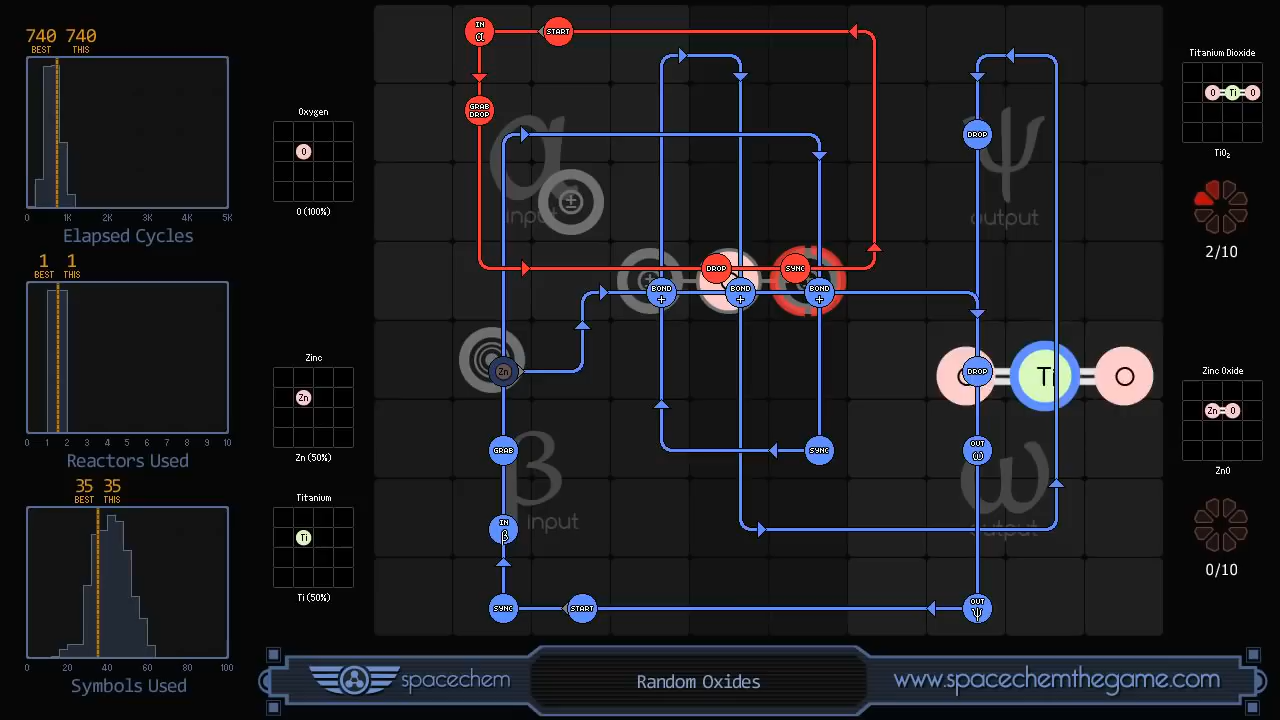 740 740
BEST THIS
0 1K 2K 3K 4K 5K
Elapsed Cycles
1 1
BEST THIS
0 1 2 3 4 5 6 7 8 9 10
Reactors Used
35 35
BEST THIS
0 20 40 60 80 100
Symbols Used
Oxygen
O
O (100%)
Zinc
Zn
Zn (50%)
Titanium
Ti
Ti (50%)
IN
α
START
GRAB
DROP
α
input
DROP
ψ
output
±
DROP
SYNC
BOND
+
BOND
+
BOND
+
Zn
DROP
Ti
O
GRAB
SYNC
OUT
ω
β
input
ω
output
IN
β
SYNC
START
OUT
ψ
Titanium Dioxide
O Ti O
TiO₂
2/10
Zinc Oxide
Zn O
ZnO
0/10
spacechem
Random Oxides
www.spacechemthegame.com